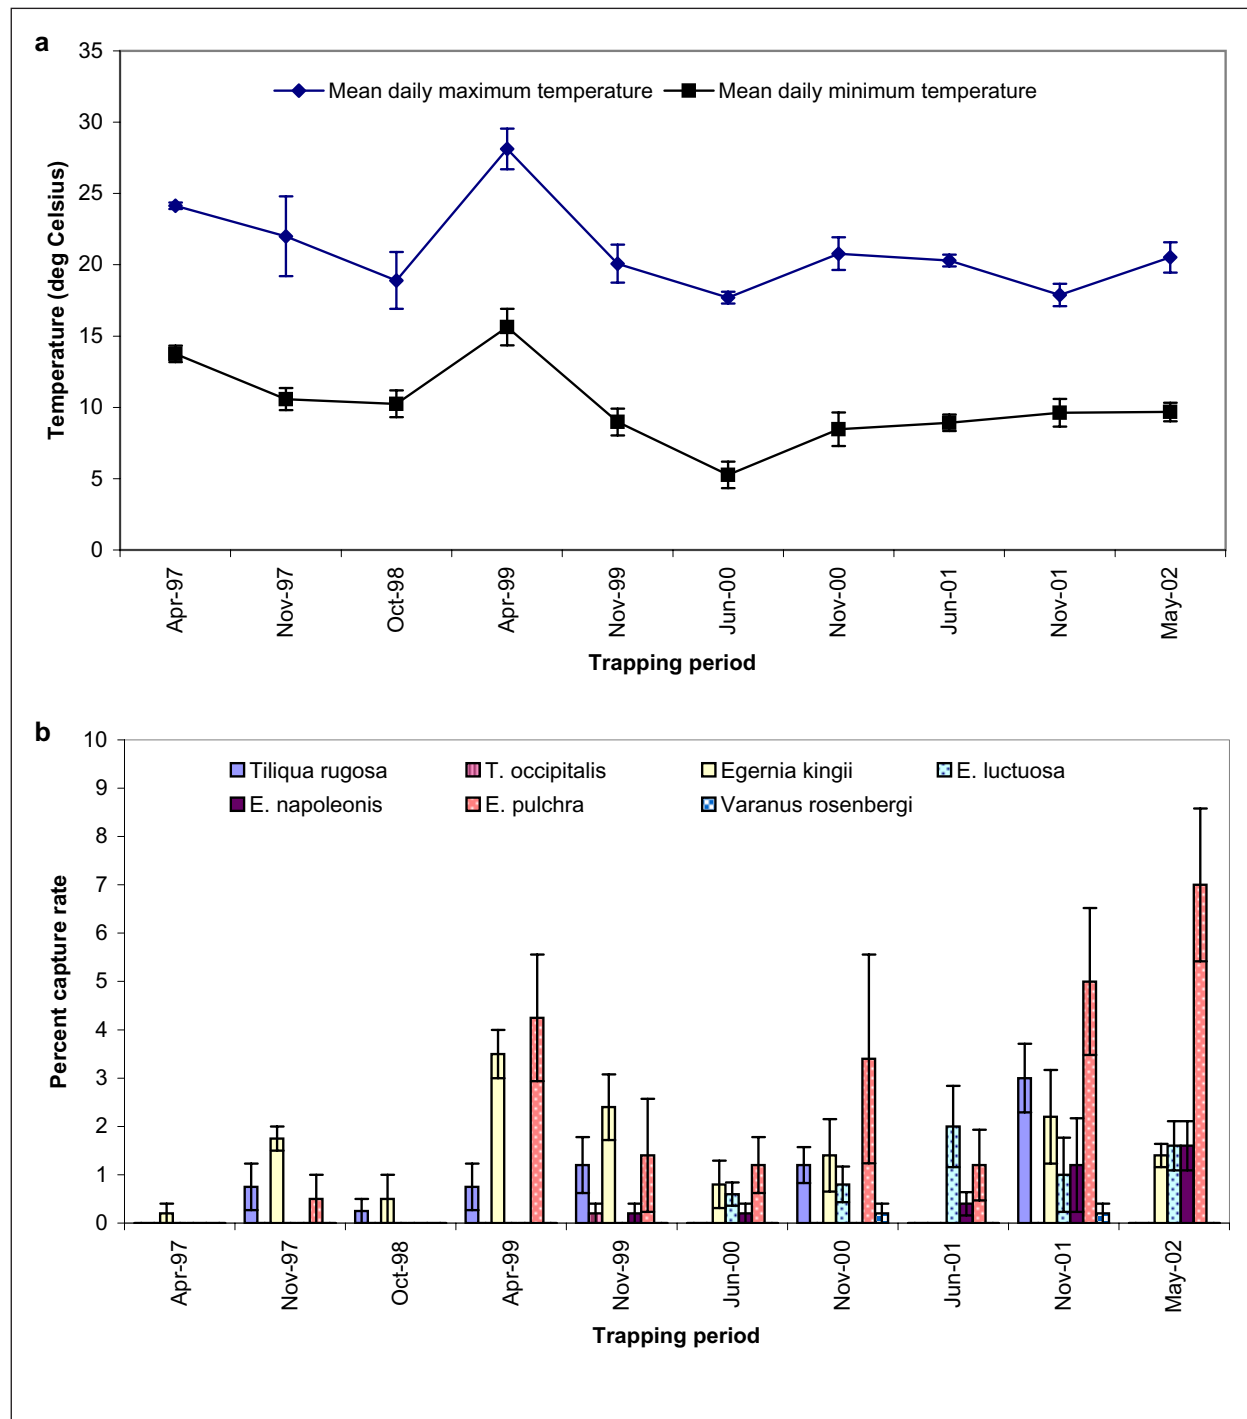 a
35
30
25
20
15
10
5
0
Temperature (deg Celsius)
Mean daily maximum temperature Mean daily minimum temperature
Apr-97 Nov-97 Oct-98 Apr-99 Nov-99 Jun-00 Nov-00 Jun-01 Nov-01 May-02
Trapping period
b
10
9
8
7
6
5
4
3
2
1
0
Percent capture rate
Tiliqua rugosa T. occipitalis Egernia kingii E. luctuosa
E. napoleonis E. pulchra Varanus rosenbergi
Apr-97 Nov-97 Oct-98 Apr-99 Nov-99 Jun-00 Nov-00 Jun-01 Nov-01 May-02
Trapping period